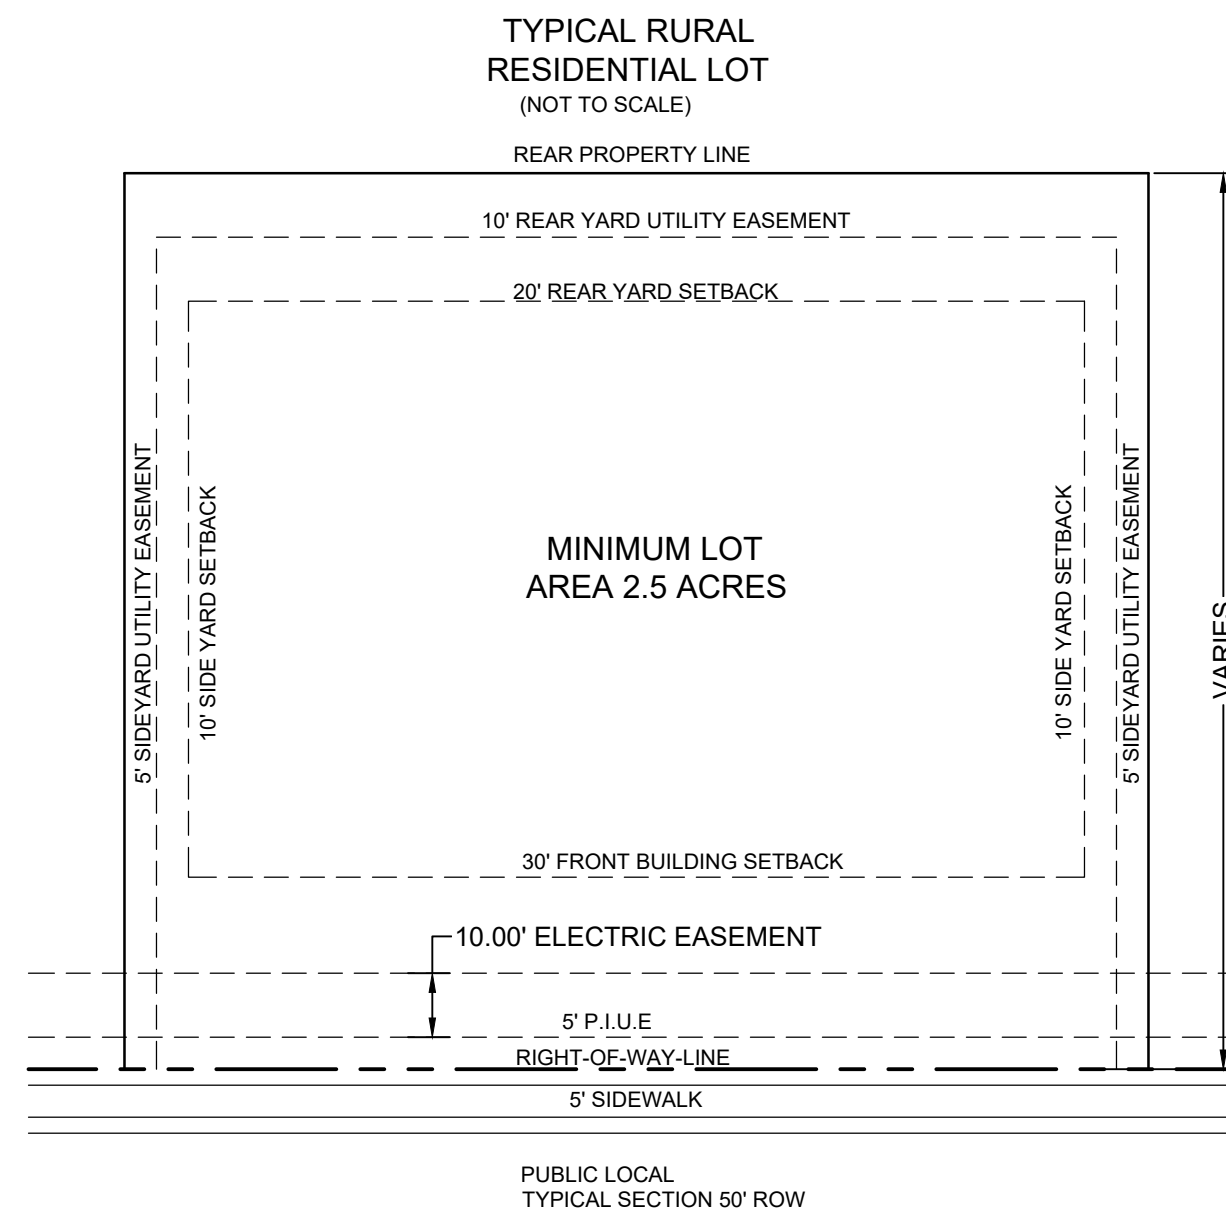 TYPICAL RURAL
RESIDENTIAL LOT
(NOT TO SCALE)
REAR PROPERTY LINE
10' REAR YARD UTILITY EASEMENT
20' REAR YARD SETBACK
5' SIDEYARD UTILITY EASEMENT
10' SIDE YARD SETBACK
MINIMUM LOT
AREA 2.5 ACRES
10' SIDE YARD SETBACK
5' SIDEYARD UTILITY EASEMENT
VARIES
30' FRONT BUILDING SETBACK
10.00' ELECTRIC EASEMENT
5' P.I.U.E
RIGHT-OF-WAY-LINE
5' SIDEWALK
PUBLIC LOCAL
TYPICAL SECTION 50' ROW